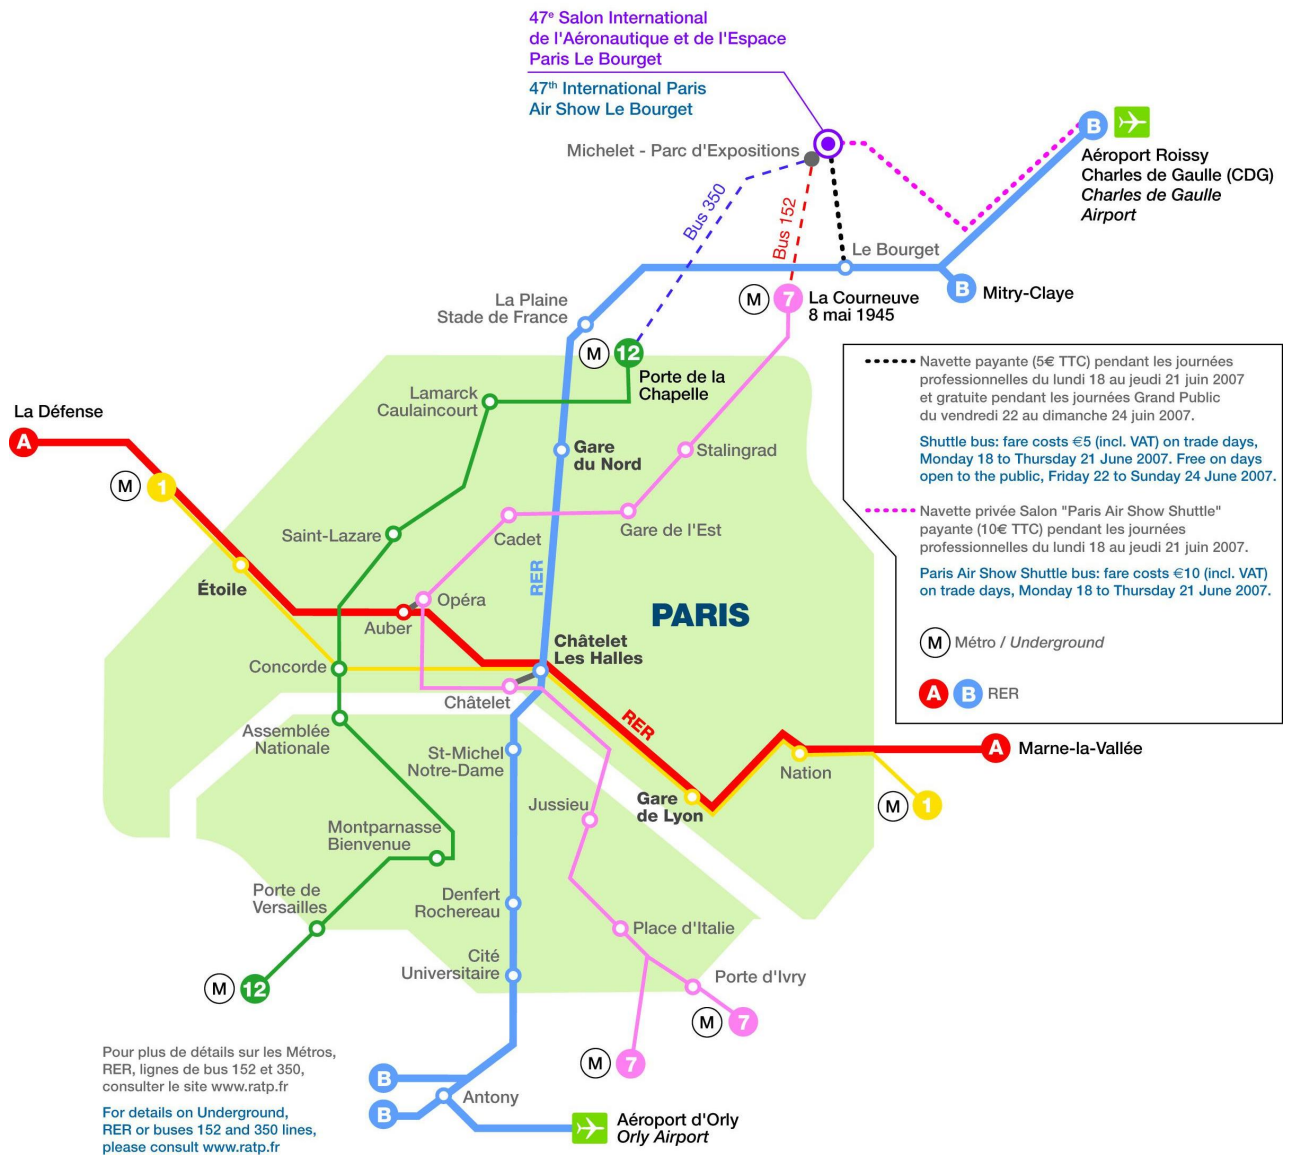 47e Salon International
de l'Aéronautique et de l'Espace
Paris Le Bourget
47th International Paris
Air Show Le Bourget
Michelet - Parc d'Expositions
B
Aéroport Roissy
Charles de Gaulle (CDG)
Charles de Gaulle
Airport
Bus 350
Bus 152
Le Bourget
B
Mitry-Claye
La Plaine
Stade de France
M
7
La Courneuve
8 mai 1945
M
12
Porte de la
Chapelle
Lamarck
Caulaincourt
La Défense
A
M
1
Gare
du Nord
Stalingrad
Saint-Lazare
Cadet
Gare de l'Est
RER
Étoile
Opéra
Auber
PARIS
Châtelet
Les Halles
Concorde
Châtelet
RER
Assemblée
Nationale
St-Michel
Notre-Dame
A
Marne-la-Vallée
Nation
Gare
de Lyon
M
1
Jussieu
Montparnasse
Bienvenue
Porte de
Versailles
Denfert
Rochereau
Place d'Italie
Cité
Universitaire
Porte d'Ivry
M
12
M
7
M
7
B
B
Antony
Aéroport d'Orly
Orly Airport
Navette payante (5€ TTC) pendant les journées
professionnelles du lundi 18 au jeudi 21 juin 2007
et gratuite pendant les journées Grand Public
du vendredi 22 au dimanche 24 juin 2007.
Shuttle bus: fare costs €5 (incl. VAT) on trade days,
Monday 18 to Thursday 21 June 2007. Free on days
open to the public, Friday 22 to Sunday 24 June 2007.
Navette privée Salon "Paris Air Show Shuttle"
payante (10€ TTC) pendant les journées
professionnelles du lundi 18 au jeudi 21 juin 2007.
Paris Air Show Shuttle bus: fare costs €10 (incl. VAT)
on trade days, Monday 18 to Thursday 21 June 2007.
M Métro / Underground
A B RER
Pour plus de détails sur les Métros,
RER, lignes de bus 152 et 350,
consulter le site www.ratp.fr
For details on Underground,
RER or buses 152 and 350 lines,
please consult www.ratp.fr